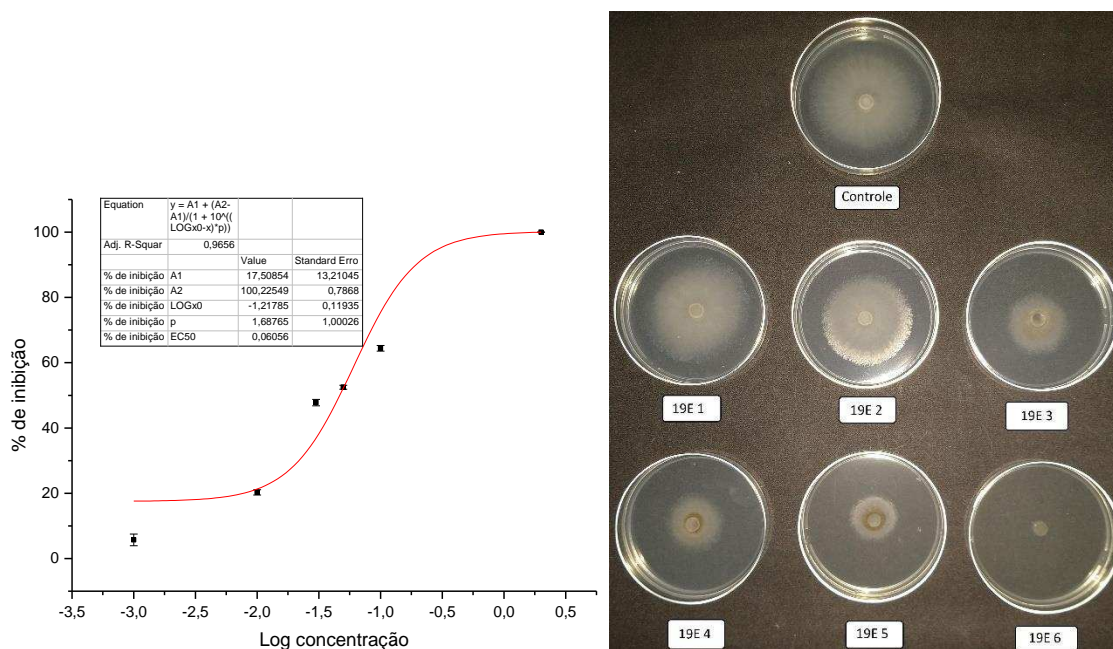 Equation y = A1 + (A2-
A1)/(1 + 10^((
LOGx0-x)*p))
Adj. R-Squar 0,9656
Value Standard Erro
% de inibição A1 17,50854 13,21045
% de inibição A2 100,22549 0,7868
% de inibição LOGx0 -1,21785 0,11935
% de inibição p 1,68765 1,00026
% de inibição EC50 0,06056
100
80
60
40
20
0
% de inibição
-3,5 -3,0 -2,5 -2,0 -1,5 -1,0 -0,5 0,0 0,5
Log concentração
Controle
19E 1
19E 2
19E 3
19E 4
19E 5
19E 6